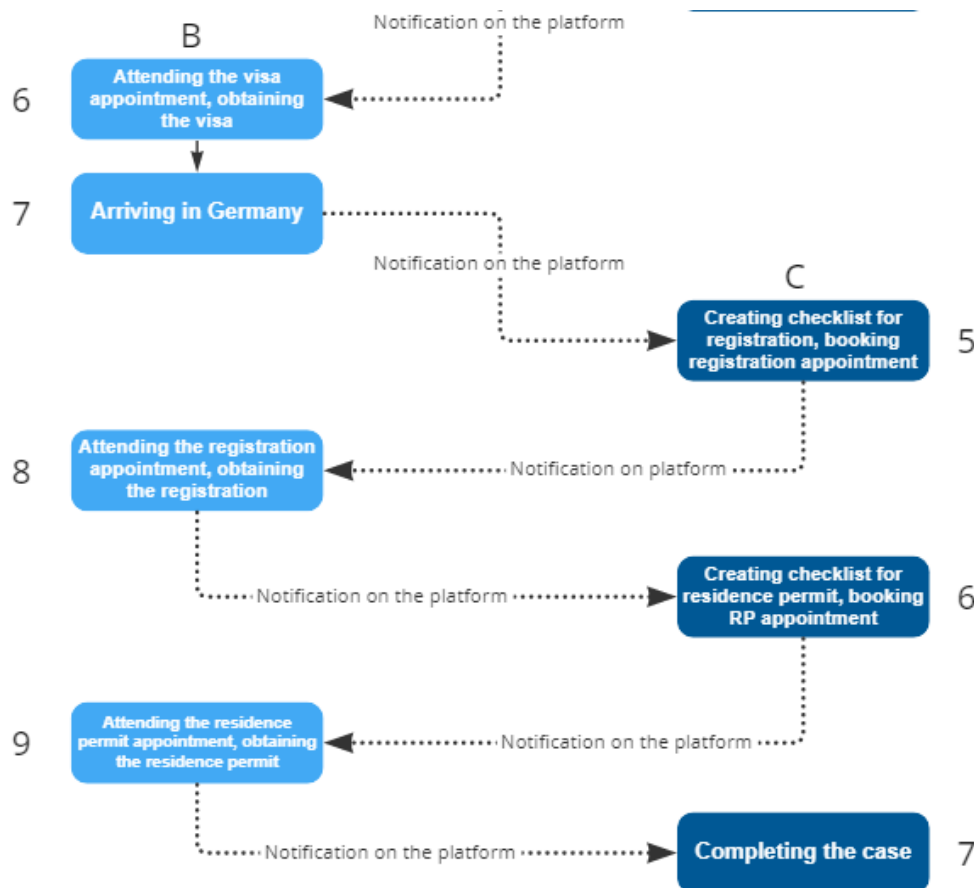 Notification on the platform
B
6
Attending the visa
appointment, obtaining
the visa
7
Arriving in Germany
Notification on the platform
C
Creating checklist for
registration, booking
registration appointment
5
8
Attending the registration
appointment, obtaining
the registration
Notification on platform
Creating checklist for
residence permit, booking
RP appointment
6
Notification on the platform
9
Attending the residence
permit appointment, obtaining
the residence permit
Notification on the platform
Notification on the platform
Completing the case
7